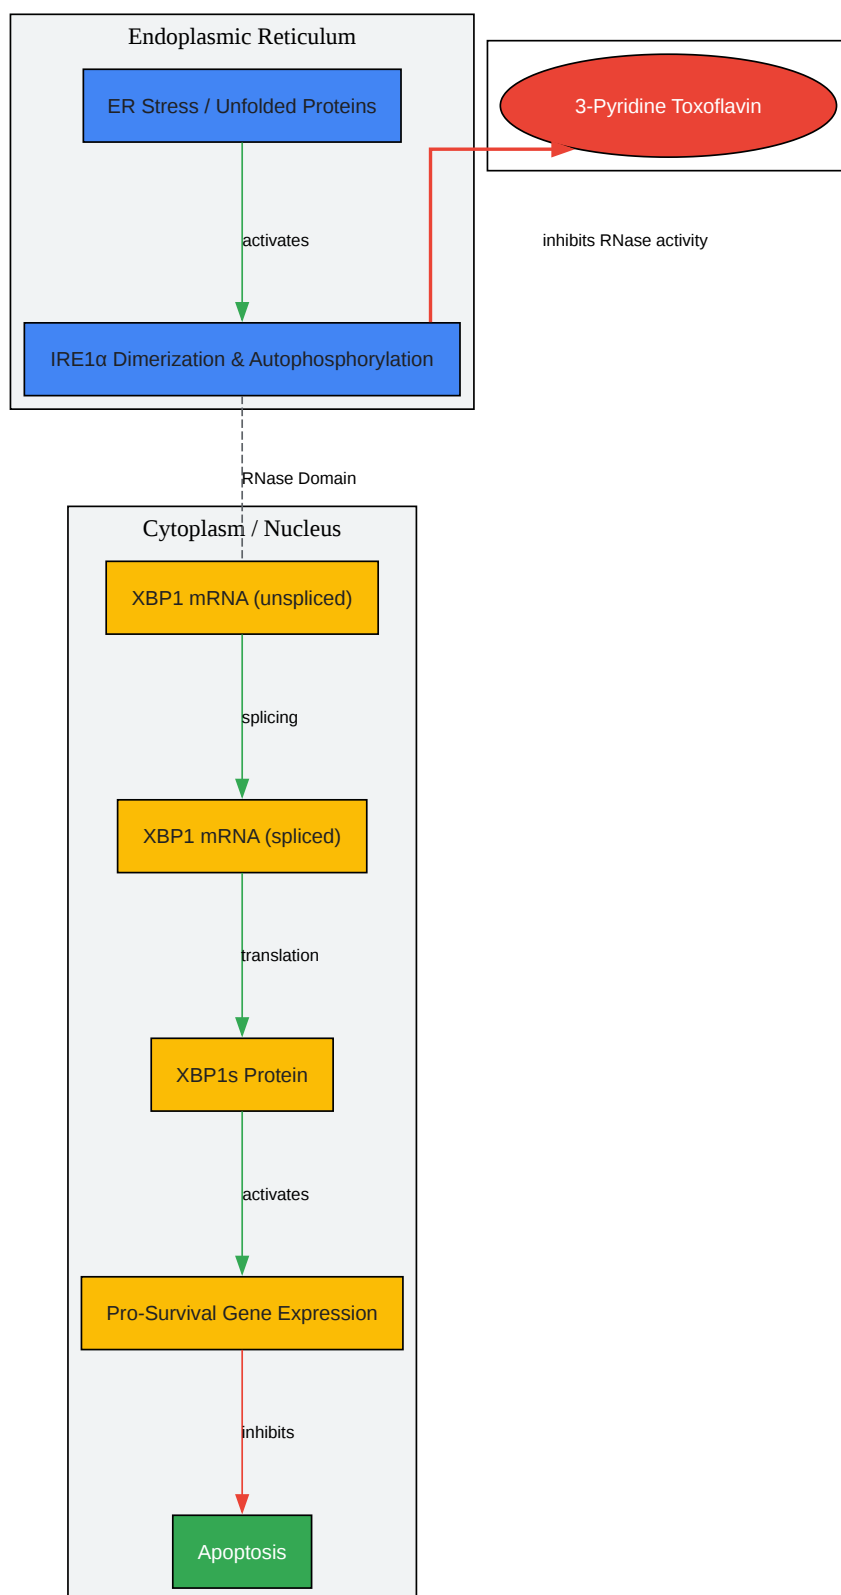 Endoplasmic Reticulum
ER Stress / Unfolded Proteins
3-Pyridine Toxoflavin
activates
inhibits RNase activity
IRE1α Dimerization & Autophosphorylation
RNase Domain
Cytoplasm / Nucleus
XBP1 mRNA (unspliced)
splicing
XBP1 mRNA (spliced)
translation
XBP1s Protein
activates
Pro-Survival Gene Expression
inhibits
Apoptosis